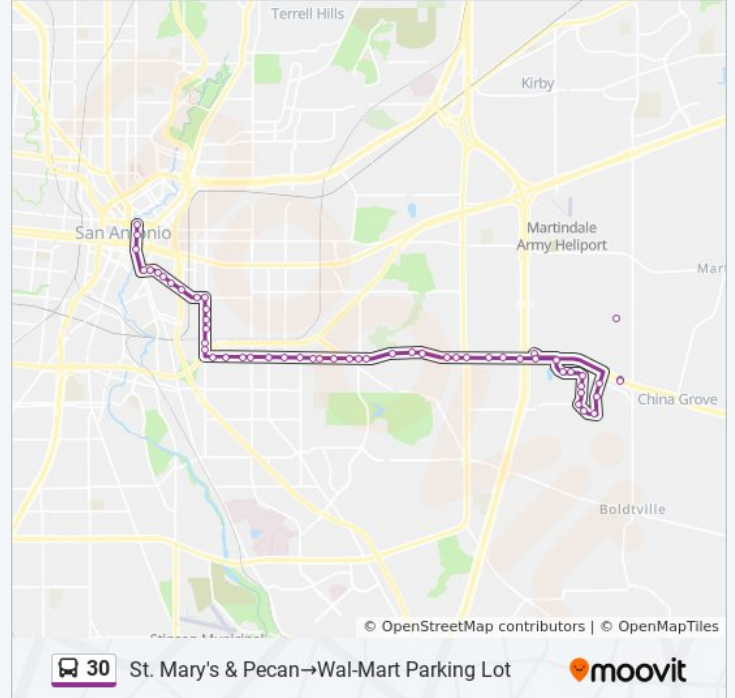 Terrell Hills
Kirby
San Antonio
Martindale
Army Heliport
Mar
China Grove
Boldtville
© OpenStreetMap contributors | © OpenMapTiles
30 St. Mary's & Pecan→Wal-Mart Parking Lot
moovit